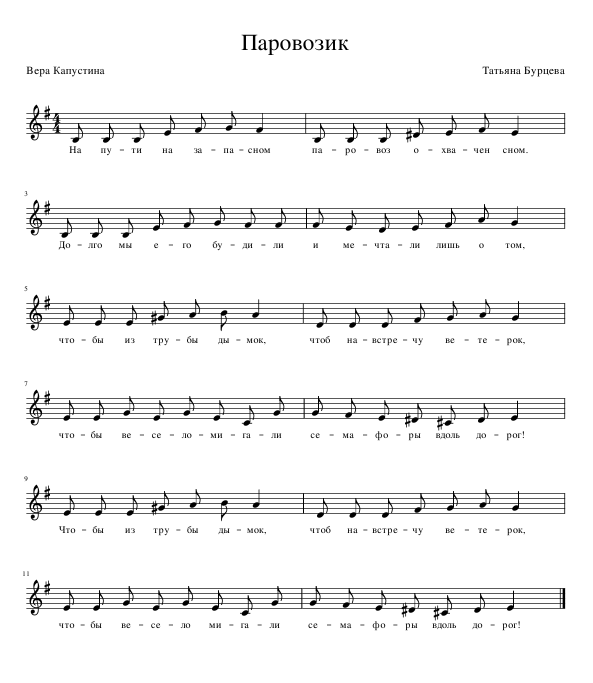 Паровозик
Вера Капустина
Татьяна Бурцева
4
4
На пу – ти на за – па – сном па – ро – воз о – хва – чен сном.
3
До – лго мы е – го бу – ди – ли и ме – чта – ли лишь о том,
5
что – бы из тру – бы ды – мок, чтоб на – встре – чу ве – те – рок,
7
что – бы ве – се – ло – ми – га – ли се – ма – фо – ры вдоль до – рог!
9
Что – бы из тру – бы ды – мок, чтоб на – встре – чу ве – те – рок,
11
что – бы ве – се – ло ми – га – ли се – ма – фо – ры вдоль до – рог!